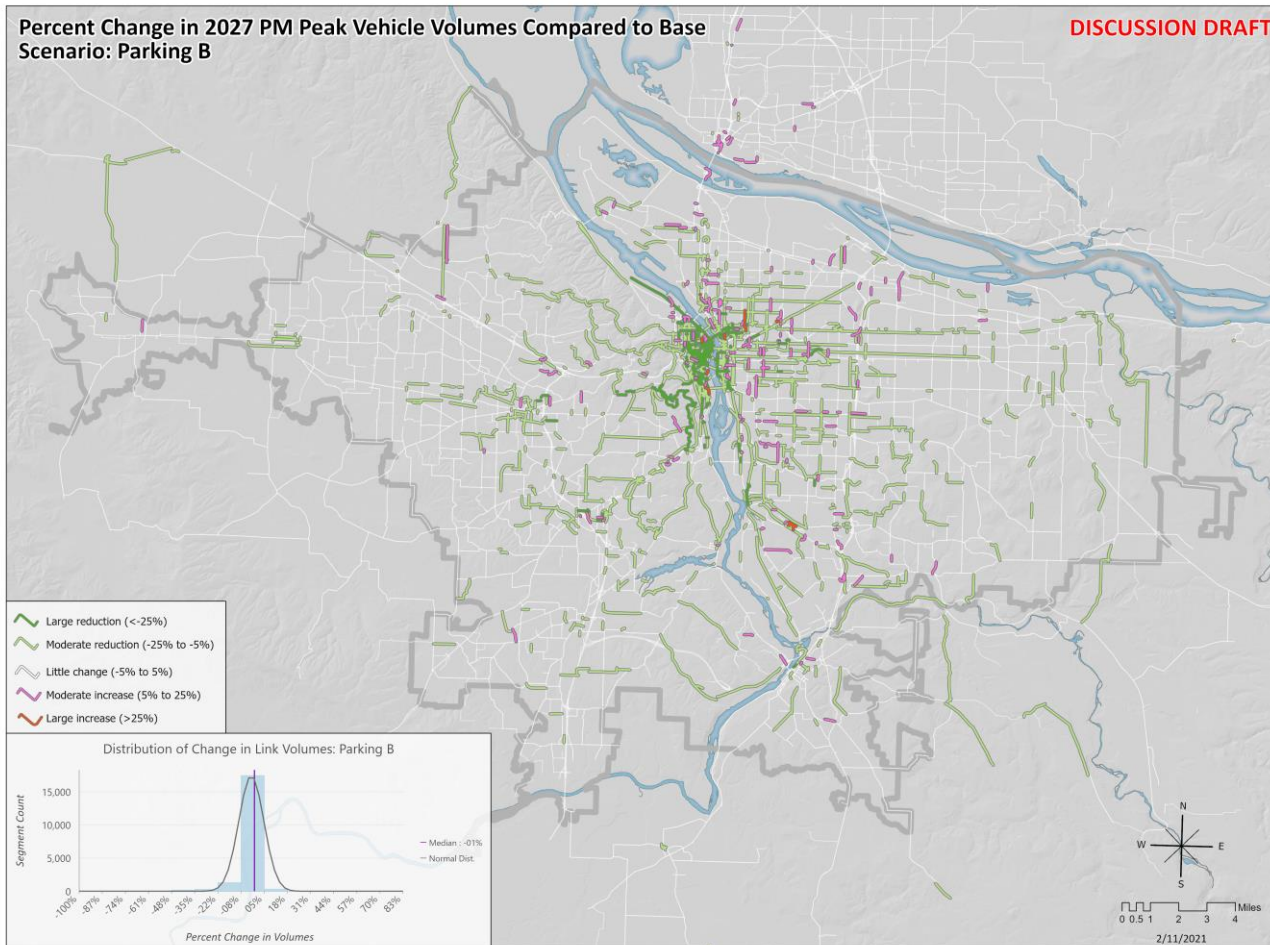 Percent Change in 2027 PM Peak Vehicle Volumes Compared to Base
Scenario: Parking B
DISCUSSION DRAFT
Large reduction (<-25%)
Moderate reduction (-25% to -5%)
Little change (-5% to 5%)
Moderate increase (5% to 25%)
Large increase (>25%)
Distribution of Change in Link Volumes: Parking B
Segment Count
15,000
10,000
5,000
0
-100%
-87%
-74%
-61%
-48%
-35%
-22%
-08%
05%
18%
31%
44%
57%
70%
83%
Median : -01%
Normal Dist.
Percent Change in Volumes
N
W
E
S
0 0.5 1 2 3 4 Miles
2/11/2021